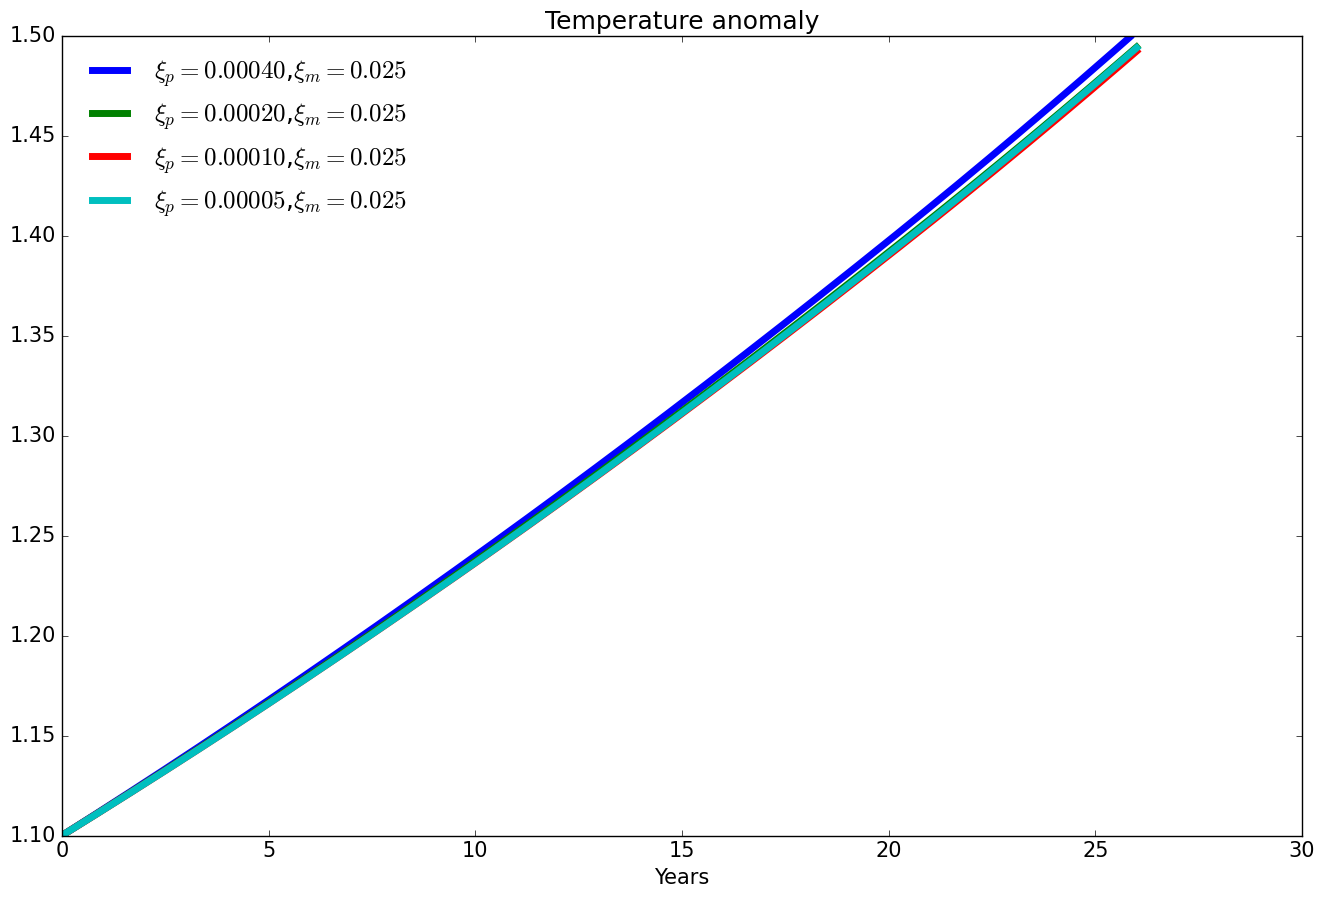 Temperature anomaly
1.50
1.45
1.40
1.35
1.30
1.25
1.20
1.15
1.10
ξₚ = 0.00040,ξₘ = 0.025
ξₚ = 0.00020,ξₘ = 0.025
ξₚ = 0.00010,ξₘ = 0.025
ξₚ = 0.00005,ξₘ = 0.025
0 5 10 15 20 25 30
Years